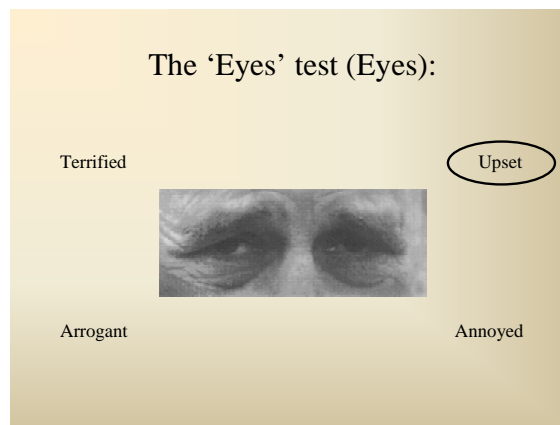 The ‘Eyes’ test (Eyes):
Terrified
Upset
Arrogant
Annoyed